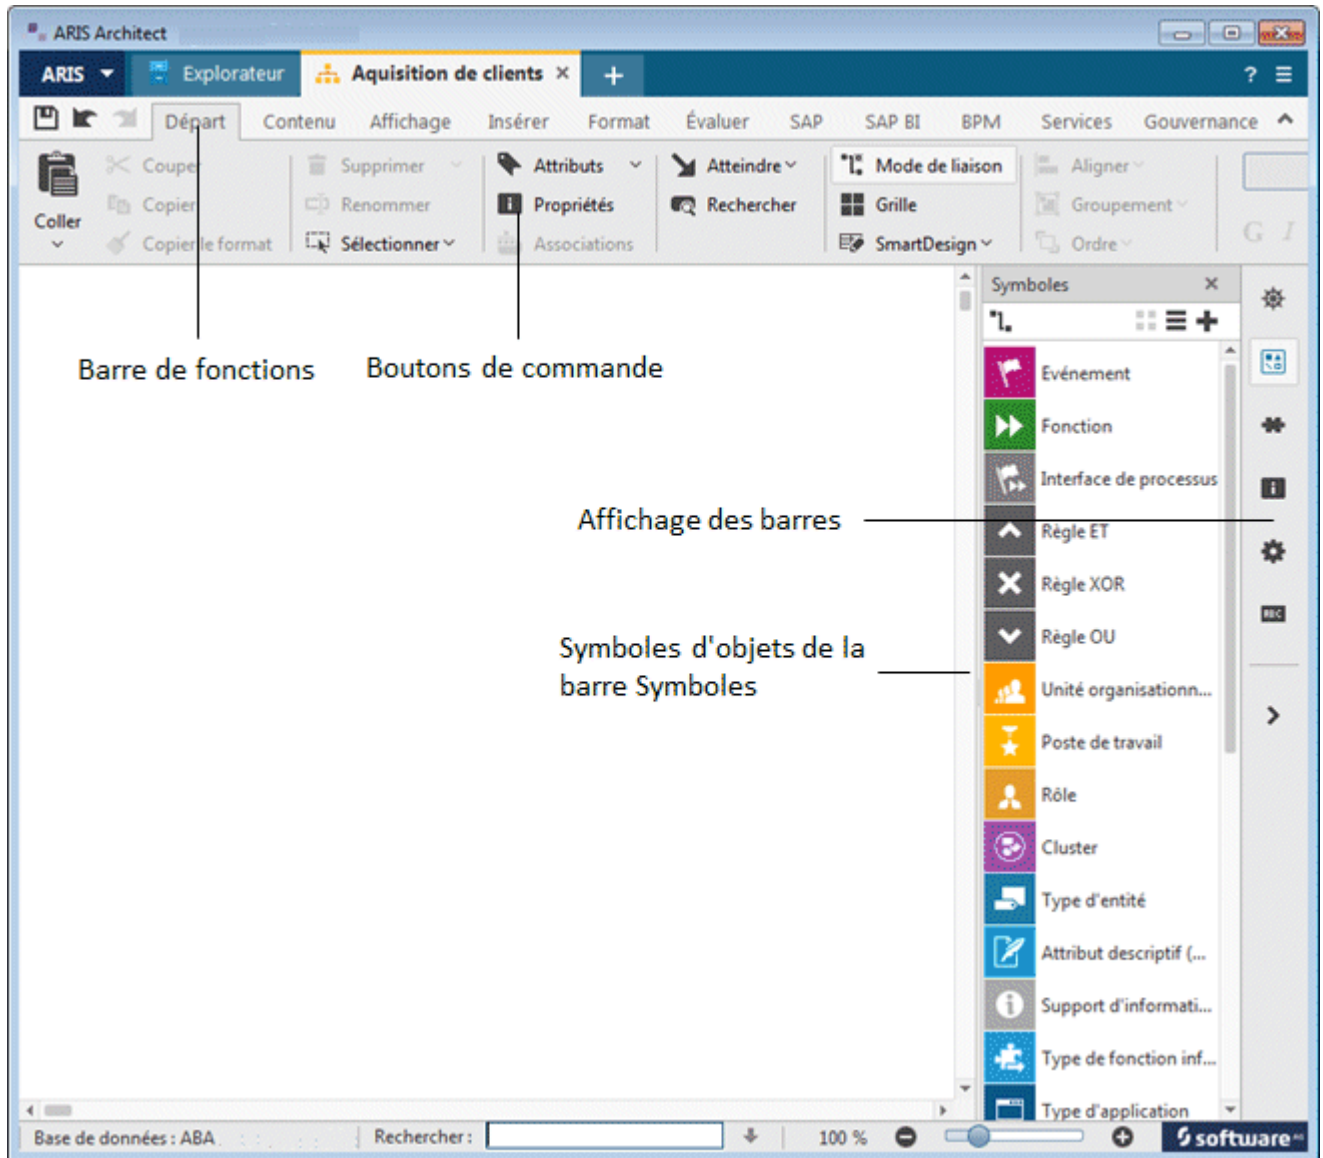 ARIS Architect
ARIS Explorateur Aquisition de clients × + ?
Départ Contenu Affichage Insérer Format Évaluer SAP SAP BI BPM Services Gouvernance
Couper Supprimer Attributs Atteindre Mode de liaison Aligner
Copier Renommer Propriétés Rechercher Grille Groupement
Coller
Copier le format Sélectionner Associations SmartDesign Ordre G I
Symboles ×
Barre de fonctions Boutons de commande
Evénement
Fonction
Interface de processus
Affichage des barres
Règle ET
Règle XOR
REC
Règle OU
Symboles d'objets de la
barre Symboles
Unité organisationn...
Poste de travail
Rôle
Cluster
Type d'entité
Attribut descriptif (...
Support d'informati...
Type de fonction inf...
Type d'application
Base de données : ABA Rechercher : 100 % software AG